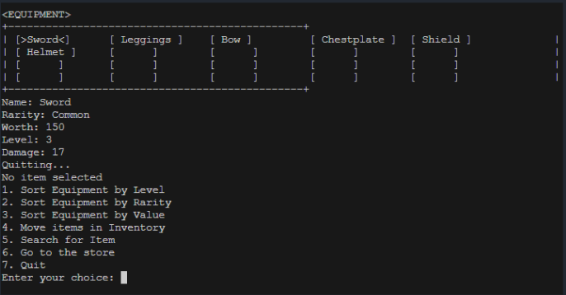 <EQUIPMENT>
+-----------------------------------------------+
| [>Sword<]      [ Leggings ]    [ Bow ]         [ Chestplate ]  [ Shield ]             |
| [ Helmet ]     [      ]        [      ]        [      ]        [      ]               |
| [      ]       [      ]        [      ]        [      ]        [      ]               |
| [      ]       [      ]        [      ]        [      ]        [      ]               |
+-----------------------------------------------+
Name: Sword
Rarity: Common
Worth: 150
Level: 3
Damage: 17
Quitting...
No item selected
1. Sort Equipment by Level
2. Sort Equipment by Rarity
3. Sort Equipment by Value
4. Move items in Inventory
5. Search for Item
6. Go to the store
7. Quit
Enter your choice: